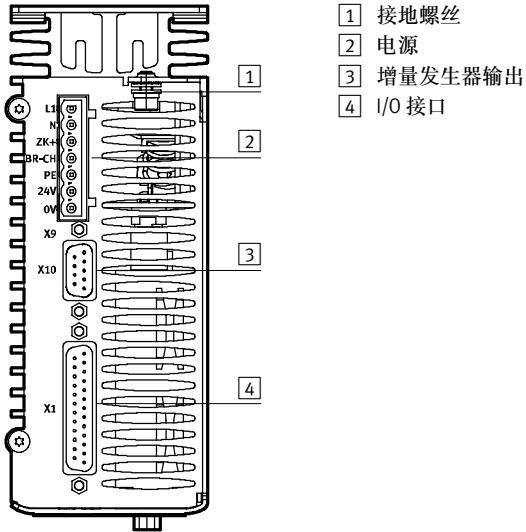 1 接地螺丝
2 电源
3 增量发生器输出
4 I/0 接口
L1
N
ZK+
BR-CH
PE
24V
0V
X9
X10
X1
1
2
3
4